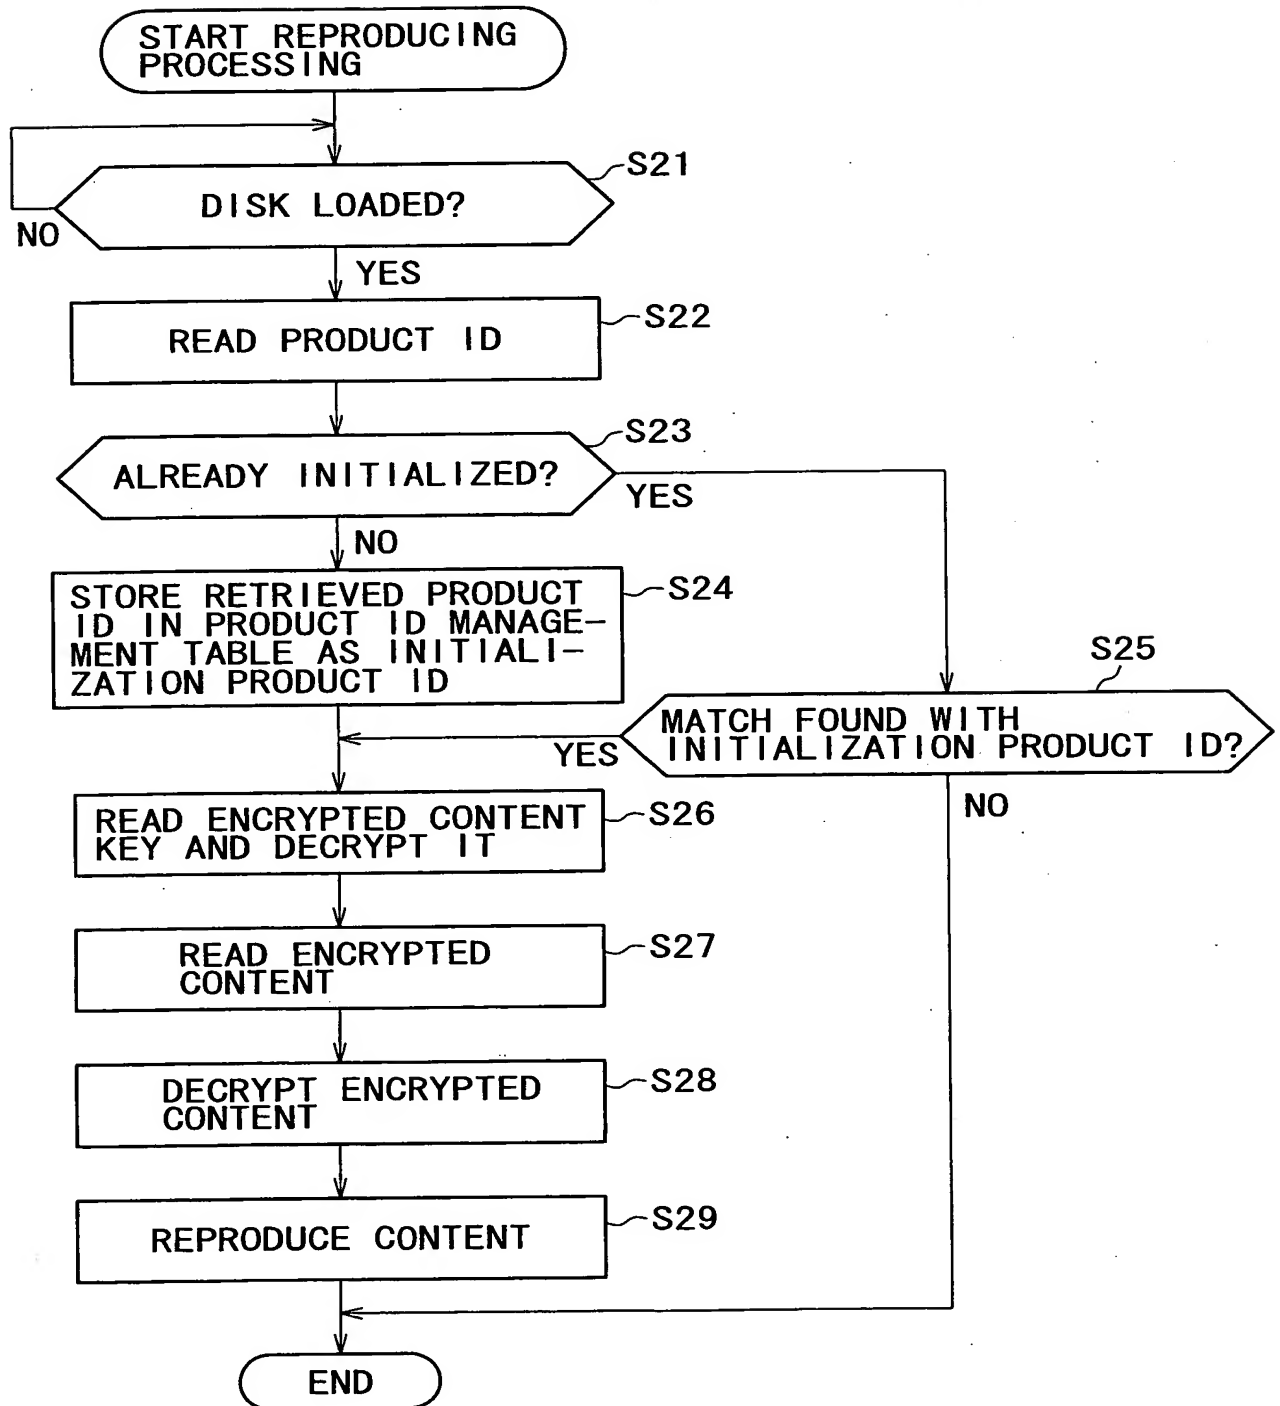 START REPRODUCING
PROCESSING
S21
DISK LOADED?
NO
YES
S22
READ PRODUCT ID
S23
ALREADY INITIALIZED?
YES
NO
S24
STORE RETRIEVED PRODUCT
ID IN PRODUCT ID MANAGE-
MENT TABLE AS INITIALI-
ZATION PRODUCT ID
S25
MATCH FOUND WITH
INITIALIZATION PRODUCT ID?
YES
NO
S26
READ ENCRYPTED CONTENT
KEY AND DECRYPT IT
S27
READ ENCRYPTED
CONTENT
S28
DECRYPT ENCRYPTED
CONTENT
S29
REPRODUCE CONTENT
END